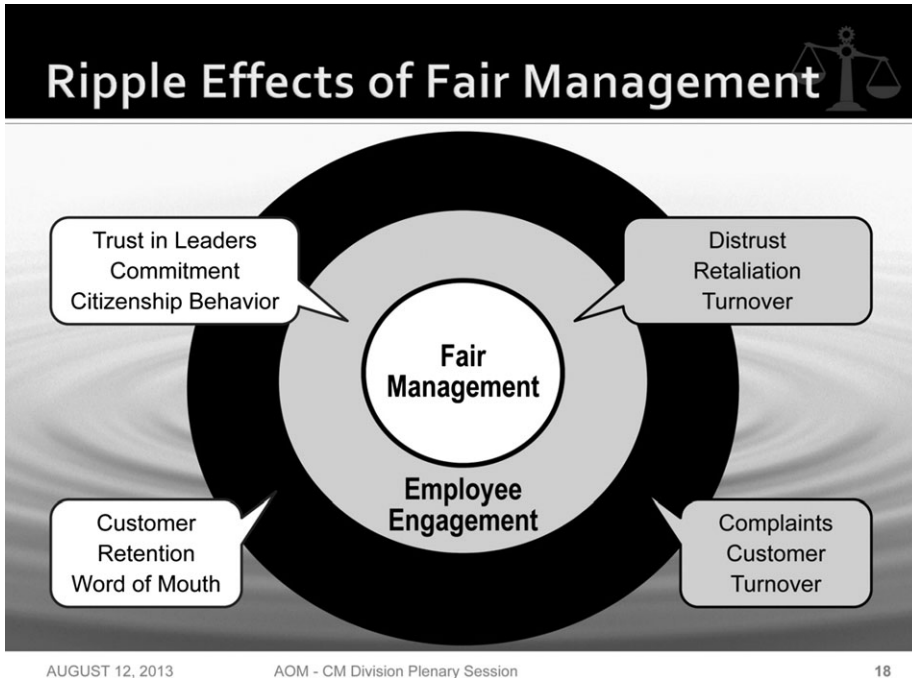 Ripple Effects of Fair Management
Trust in Leaders
Commitment
Citizenship Behavior
Distrust
Retaliation
Turnover
Fair
Management
Employee
Engagement
Customer
Retention
Word of Mouth
Complaints
Customer
Turnover
AUGUST 12, 2013
AOM - CM Division Plenary Session
18